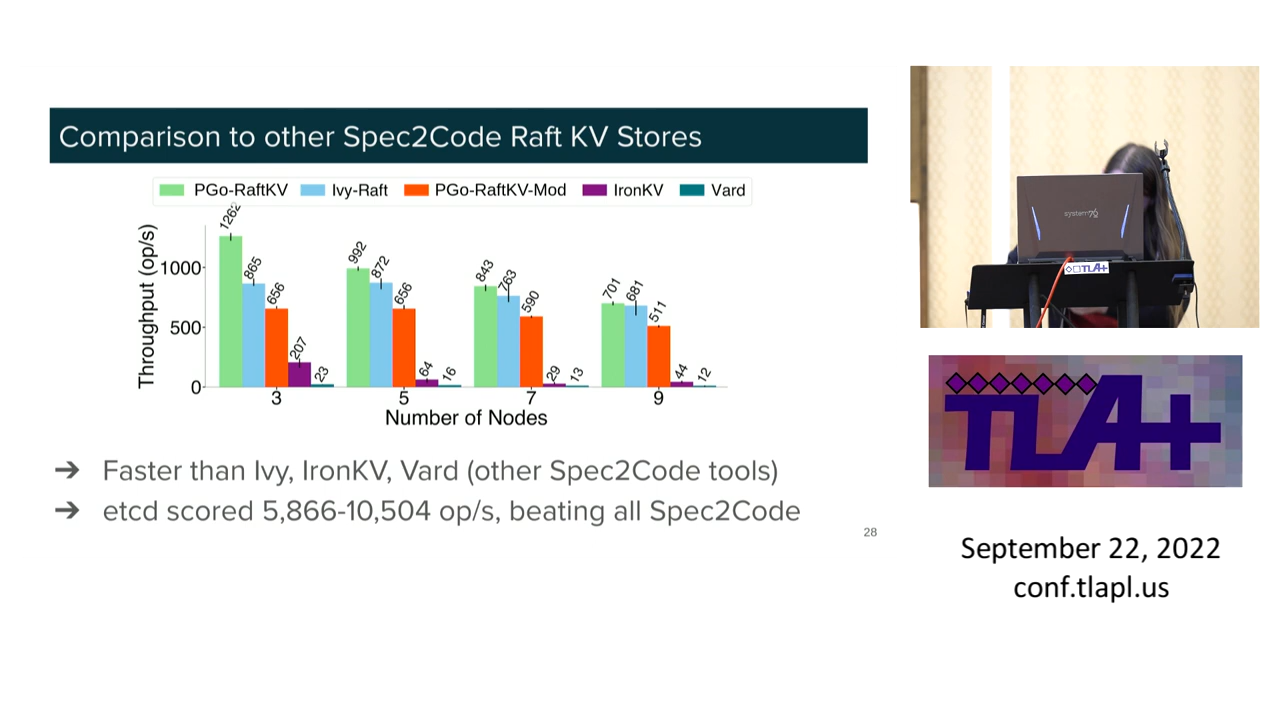 Comparison to other Spec2Code Raft KV Stores
PGo-RaftKV Ivy-Raft PGo-RaftKV-Mod IronKV Vard
Throughput (op/s)
1000
500
0
1262 865 656 207 23
992 872 656 64 16
843 763 590 29 13
701 681 511 44 12
3 5 7 9
Number of Nodes
➔ Faster than Ivy, IronKV, Vard (other Spec2Code tools)
➔ etcd scored 5,866-10,504 op/s, beating all Spec2Code
28
system76
TLA+
TLA+
September 22, 2022
conf.tlapl.us